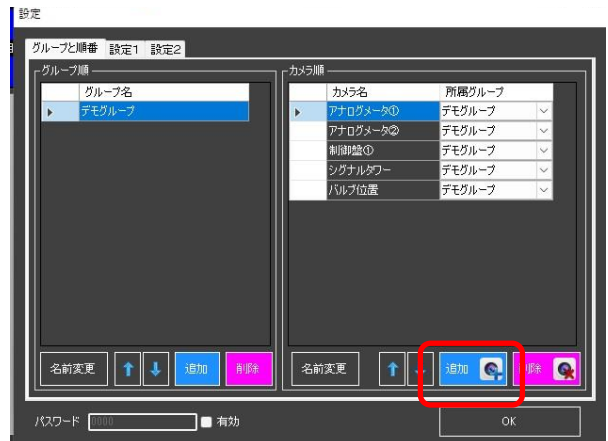 設定
グループと順番 設定1 設定2
グループ順
グループ名
デモグループ
名前変更 追加 削除
カメラ順
カメラ名 所属グループ
アナログメータ① デモグループ
アナログメータ② デモグループ
制御盤① デモグループ
シグナルタワー デモグループ
バルブ位置 デモグループ
名前変更 追加 削除
パスワード 0000 有効
OK